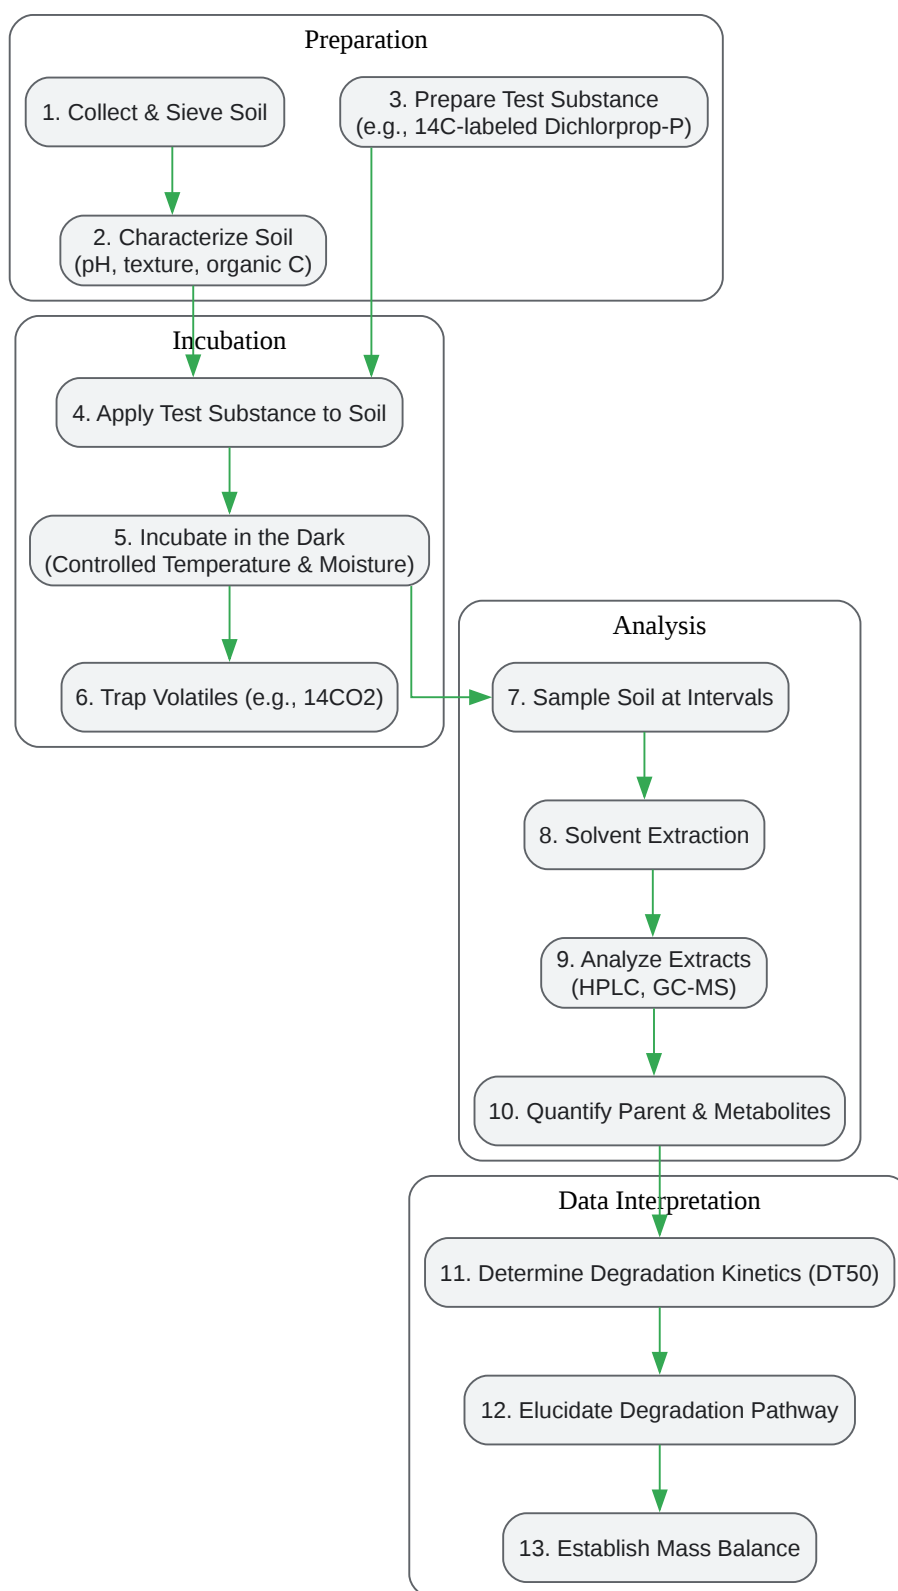 Preparation
1. Collect & Sieve Soil
3. Prepare Test Substance
(e.g., 14C-labeled Dichlorprop-P)
2. Characterize Soil
(pH, texture, organic C)
Incubation
4. Apply Test Substance to Soil
5. Incubate in the Dark
(Controlled Temperature & Moisture)
6. Trap Volatiles (e.g., 14CO2)
Analysis
7. Sample Soil at Intervals
8. Solvent Extraction
9. Analyze Extracts
(HPLC, GC-MS)
10. Quantify Parent & Metabolites
Data Interpretation
11. Determine Degradation Kinetics (DT50)
12. Elucidate Degradation Pathway
13. Establish Mass Balance